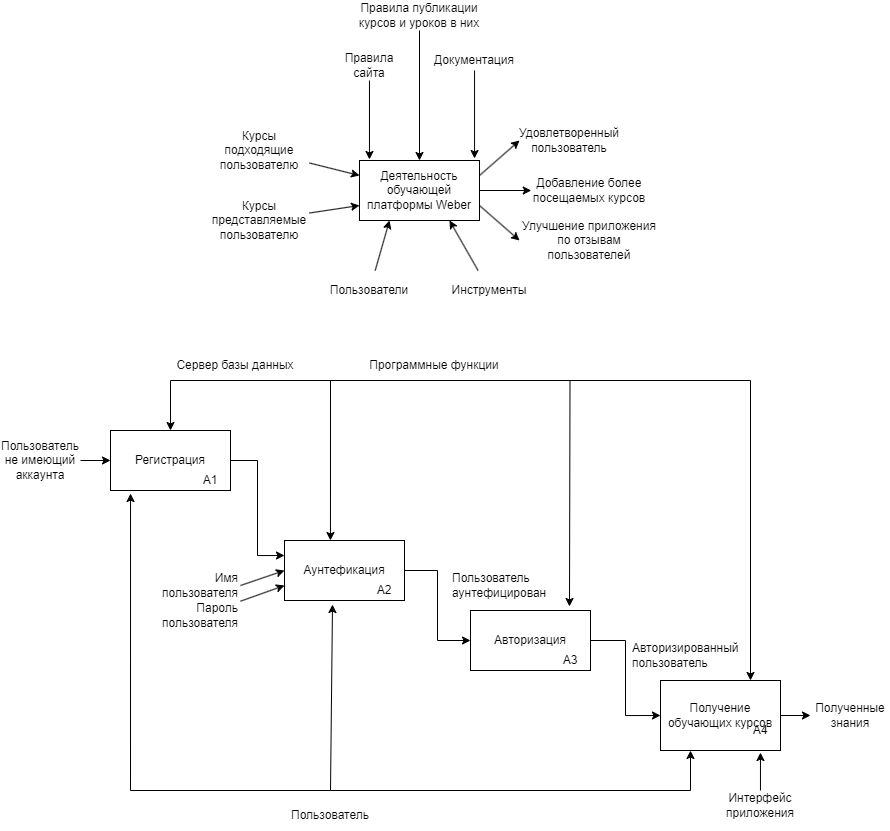 Правила публикации
курсов и уроков в них
Правила
сайта
Документация
Курсы
подходящие
пользователю
Удовлетворенный
пользователь
Деятельность
обучающей
платформы Weber
Добавление более
посещаемых курсов
Курсы
представляемые
пользователю
Улучшение приложения
по отзывам
пользователей
Пользователи
Инструменты
Сервер базы данных
Программные функции
Пользователь
не имеющий
аккаунта
Регистрация
A1
Аунтефикация
A2
Имя
пользователя
Пароль
пользователя
Пользователь
аунтефицирован
Авторизация
A3
Авторизированный
пользователь
Получение
обучающих курсов
A4
Полученные
знания
Интерфейс
приложения
Пользователь